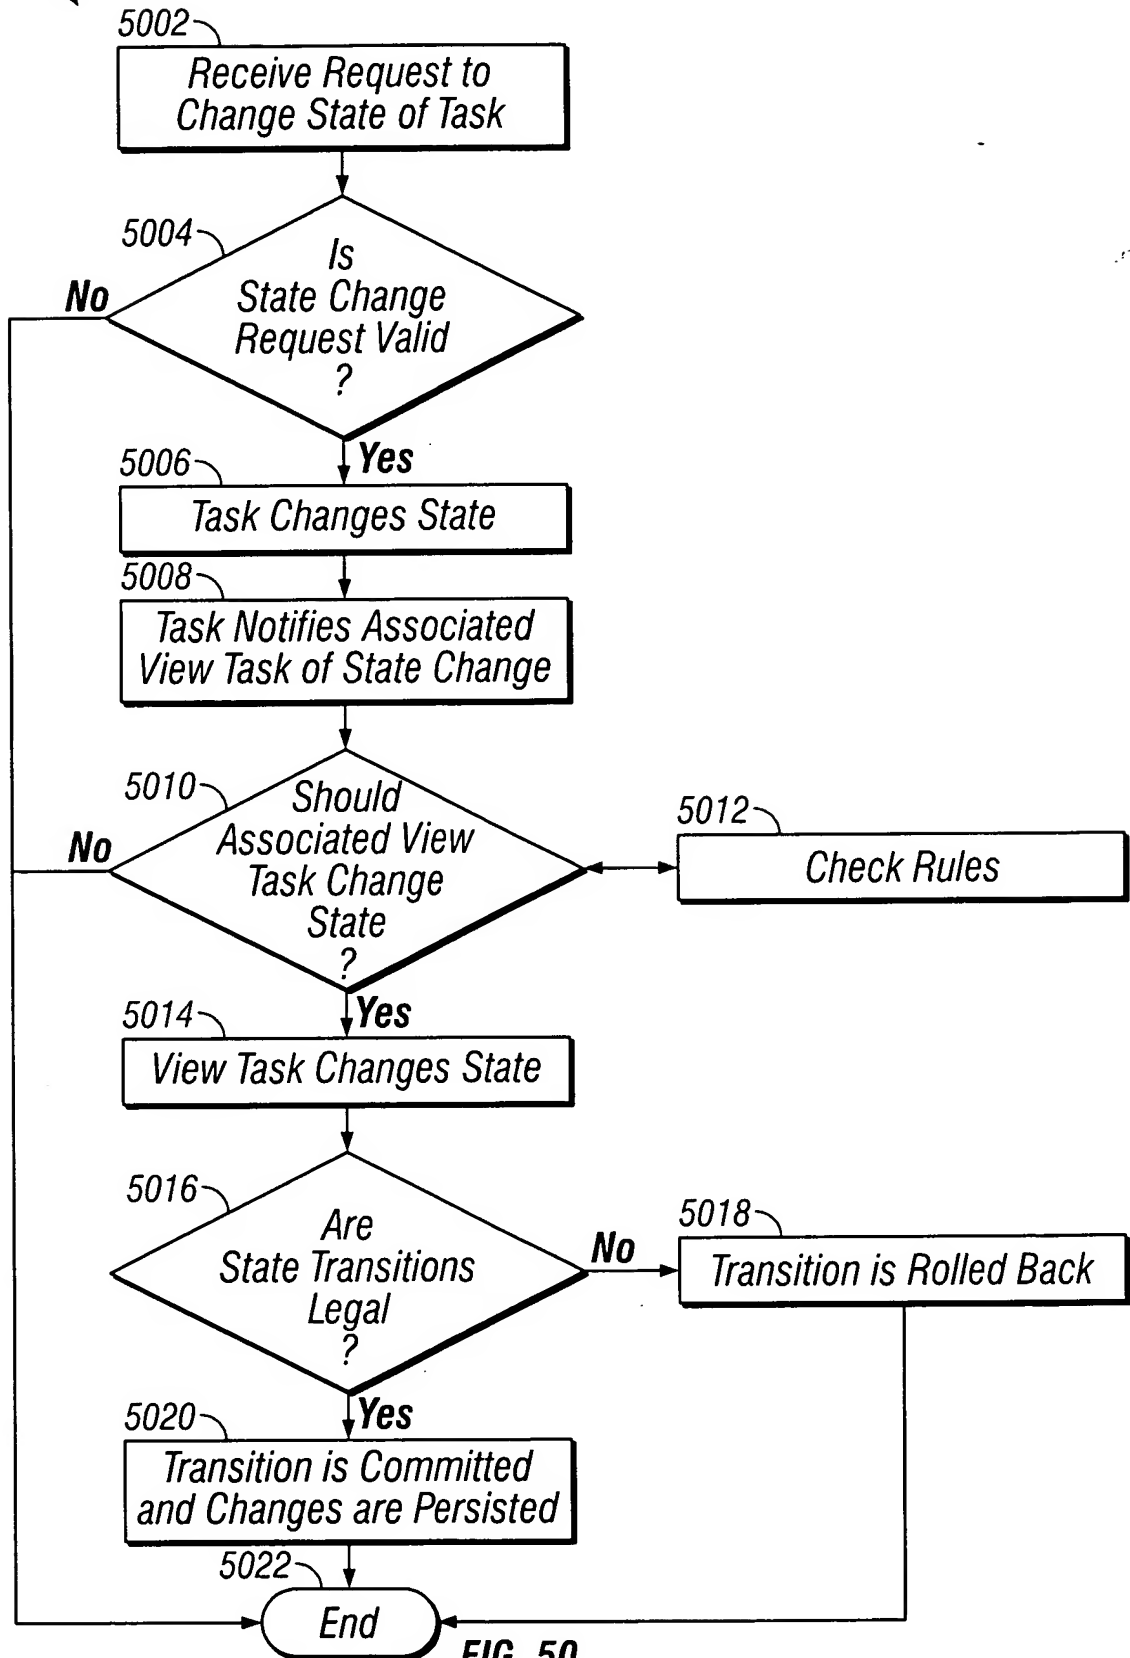 5002
Receive Request to
Change State of Task
5004
Is
State Change
Request Valid
?
No
Yes
5006
Task Changes State
5008
Task Notifies Associated
View Task of State Change
5010
Should
Associated View
Task Change
State
?
No
5012
Check Rules
Yes
5014
View Task Changes State
5016
Are
State Transitions
Legal
?
No
5018
Transition is Rolled Back
Yes
5020
Transition is Committed
and Changes are Persisted
5022
End
FIG. 50